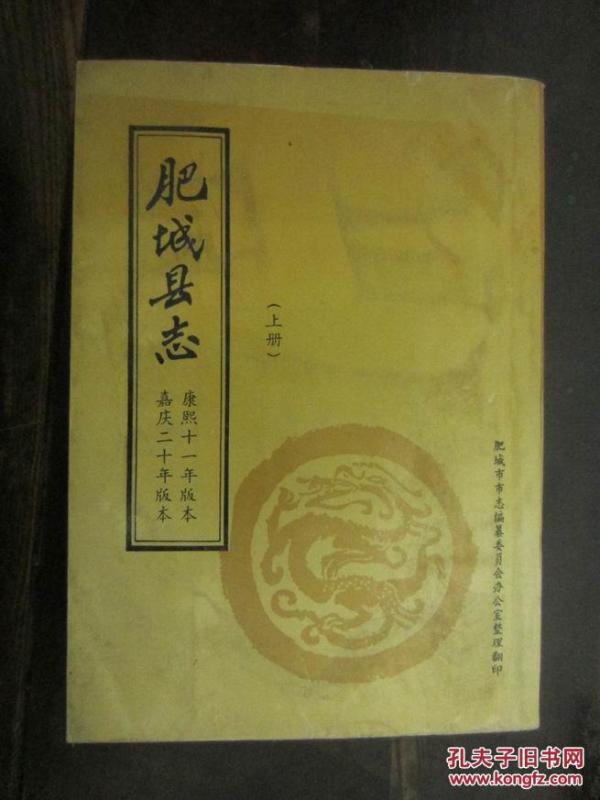 肥城县志
康熙十一年版本
嘉庆二十年版本
(上册)
肥城市市志编纂委员会办公室整理翻印
孔夫子旧书网
www.kongfz.com